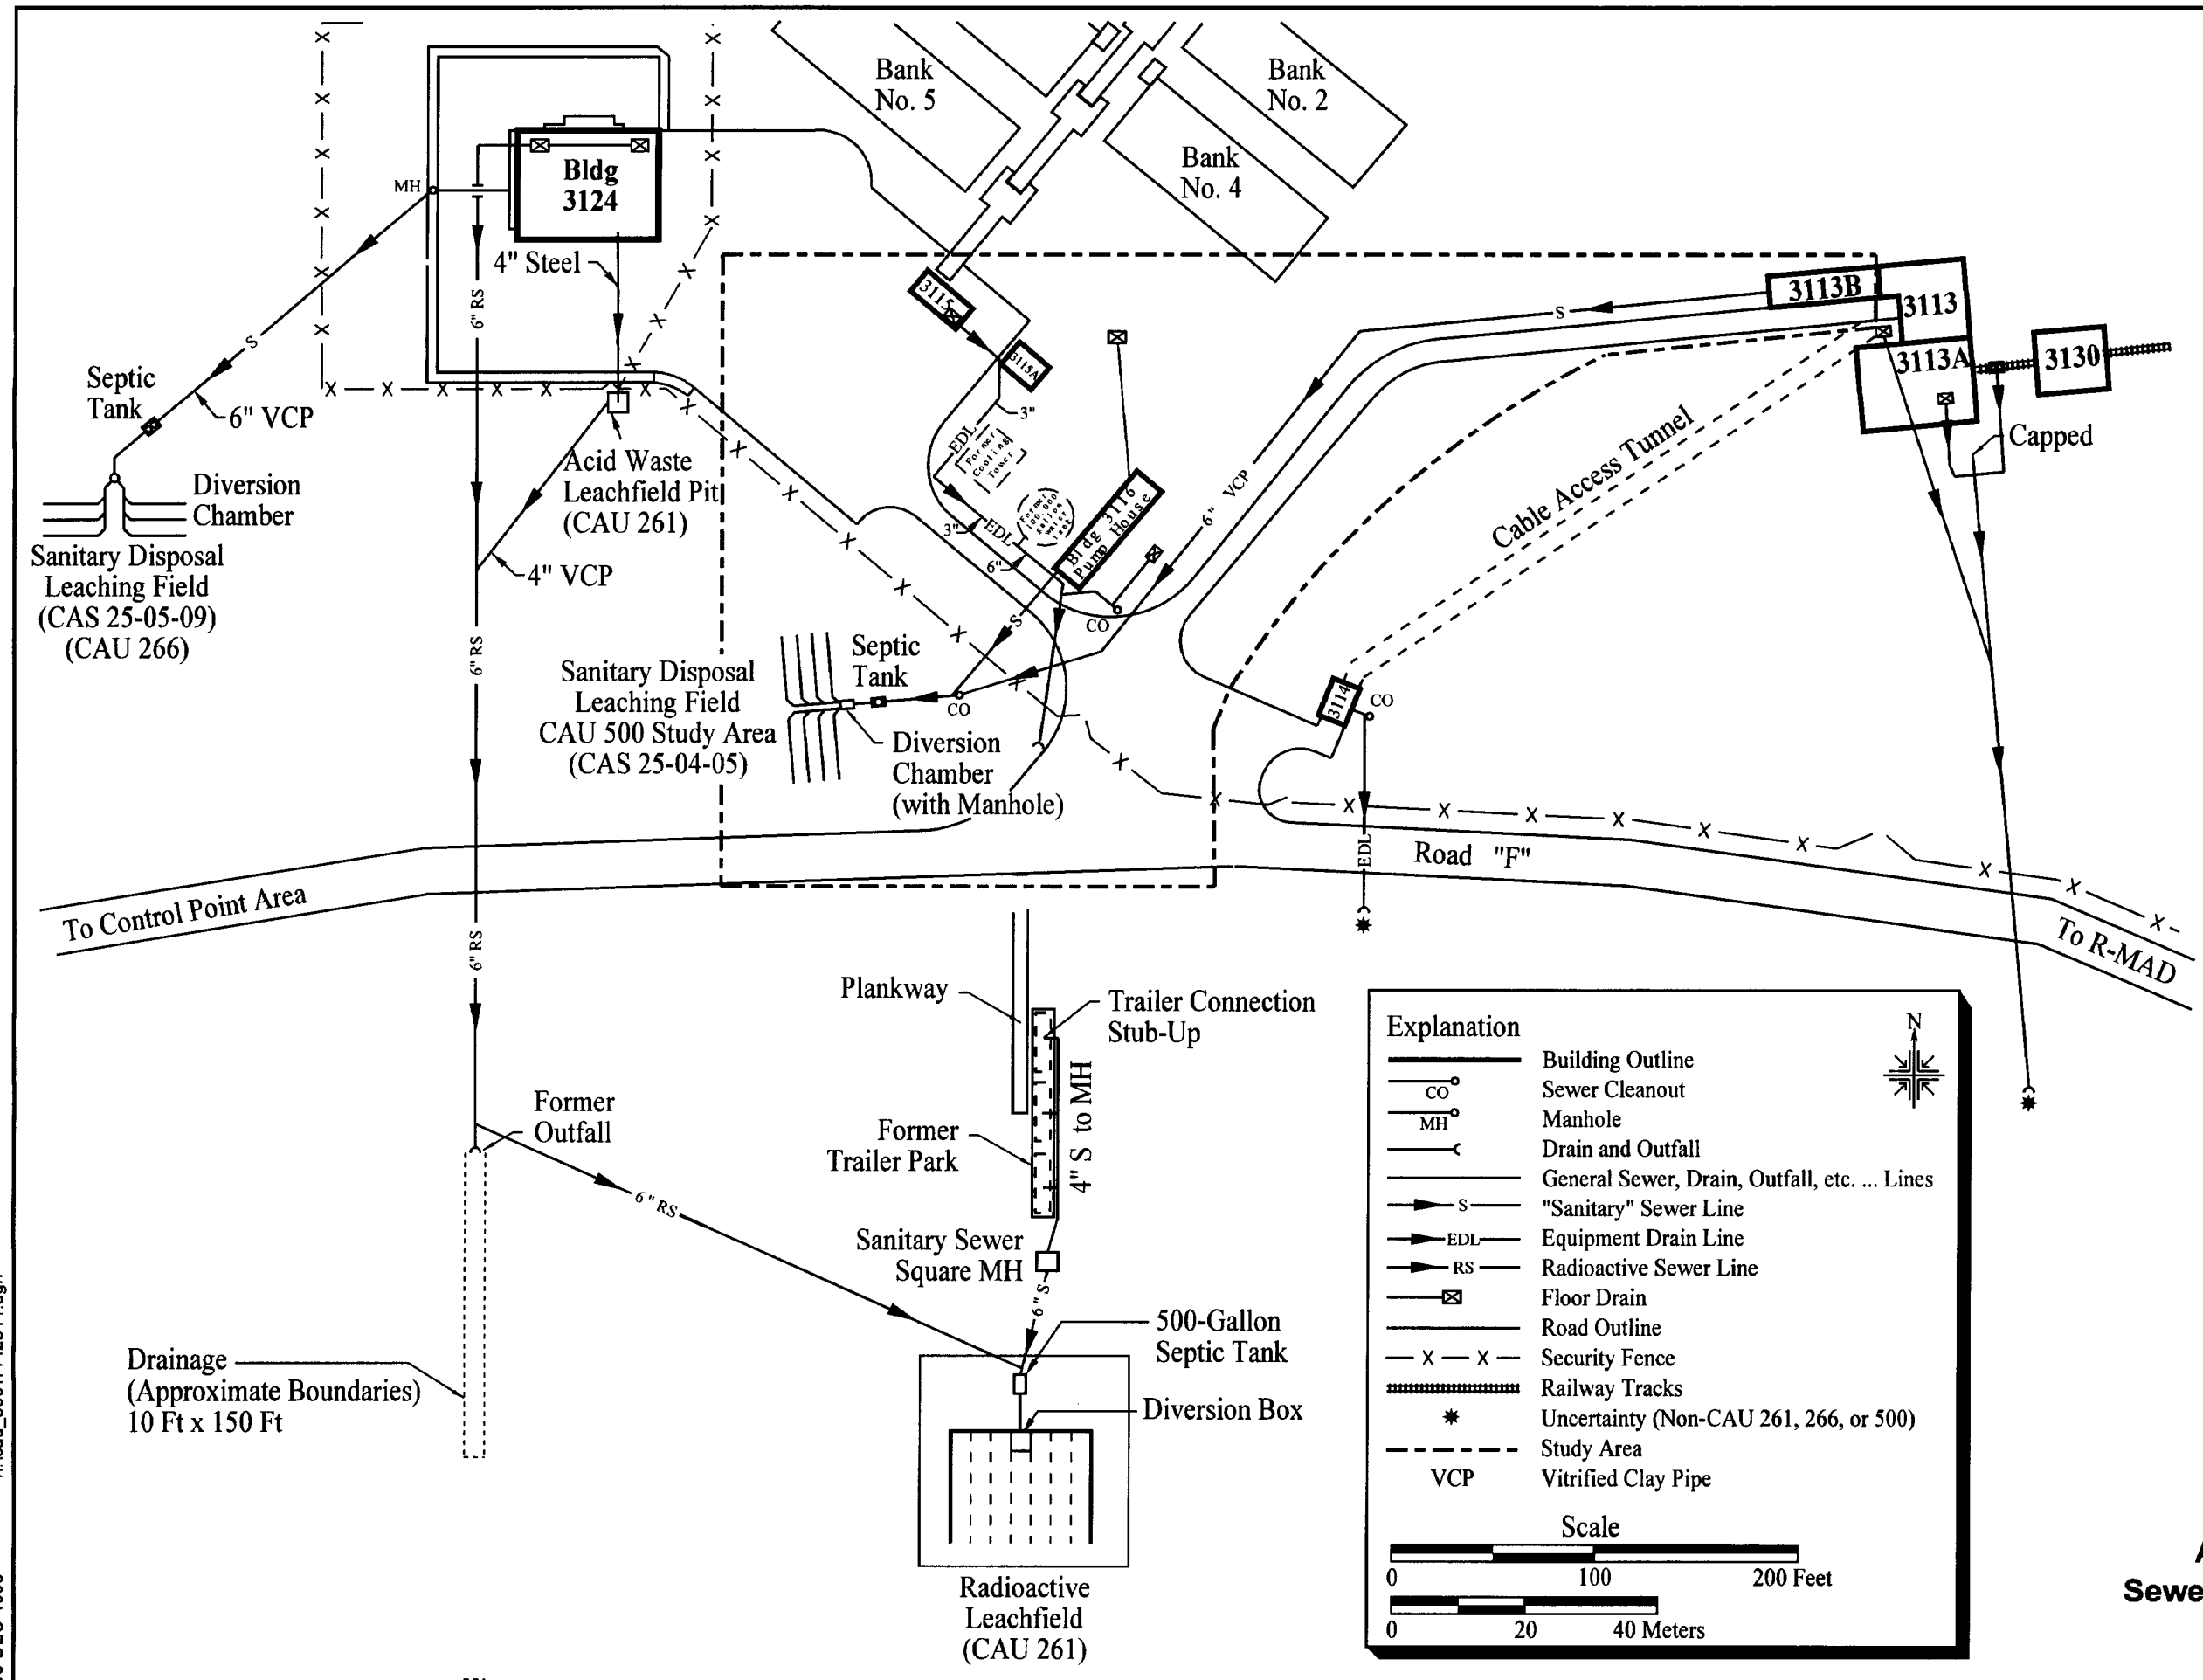 Bank
No. 5
Bank
No. 2
Bank
No. 4
Bldg
3124
MH
4" Steel
6" RS
S
Septic
Tank
6" VCP
Diversion
Chamber
Sanitary Disposal
Leaching Field
(CAS 25-05-09)
(CAU 266)
Acid Waste
Leachfield Pit
(CAU 261)
4" VCP
6" RS
6" RS
3115
3115A
3"
EDL
Former
Cooling
Tower
Former
100,000
gallon
water
Tank
3"
EDL
6"
Bldg 3116
Pump House
CO
S
6" VCP
S
3113B
3113
3113A
3130
Capped
Cable Access Tunnel
3114
CO
EDL
Sanitary Disposal
Leaching Field
CAU 500 Study Area
(CAS 25-04-05)
Septic
Tank
CO
Diversion
Chamber
(with Manhole)
Road "F"
To Control Point Area
To R-MAD
X
Plankway
Trailer Connection
Stub-Up
4" S to MH
Former
Outfall
Former
Trailer Park
6" RS
Sanitary Sewer
Square MH
6" S
500-Gallon
Septic Tank
Diversion Box
Drainage
(Approximate Boundaries)
10 Ft x 150 Ft
Radioactive
Leachfield
(CAU 261)
Explanation
N
Building Outline
CO Sewer Cleanout
MH Manhole
Drain and Outfall
General Sewer, Drain, Outfall, etc. ... Lines
S "Sanitary" Sewer Line
EDL Equipment Drain Line
RS Radioactive Sewer Line
Floor Drain
Road Outline
X X Security Fence
Railway Tracks
Uncertainty (Non-CAU 261, 266, or 500)
Study Area
VCP Vitrified Clay Pipe
Scale
0 100 200 Feet
0 20 40 Meters
Sewe